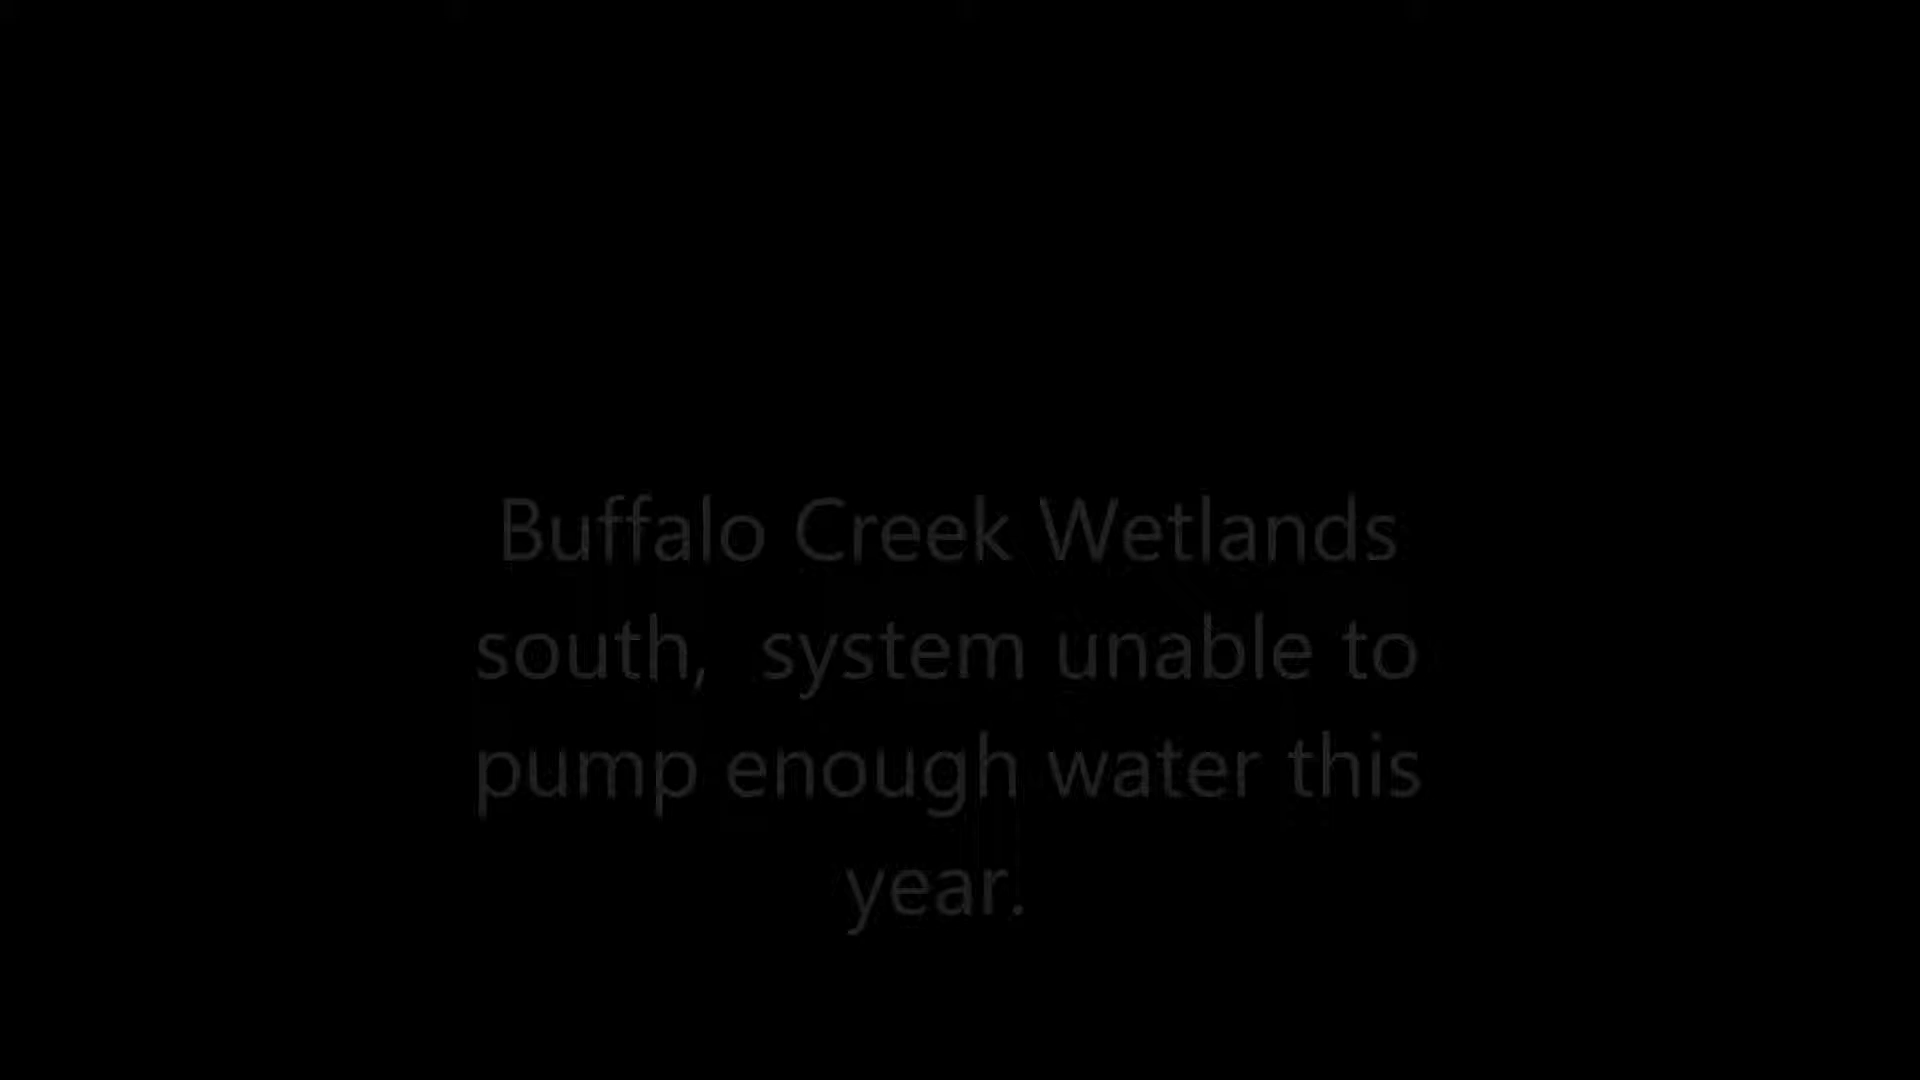 Buffalo Creek Wetlands
south,  system unable to
pump enough water this
year.